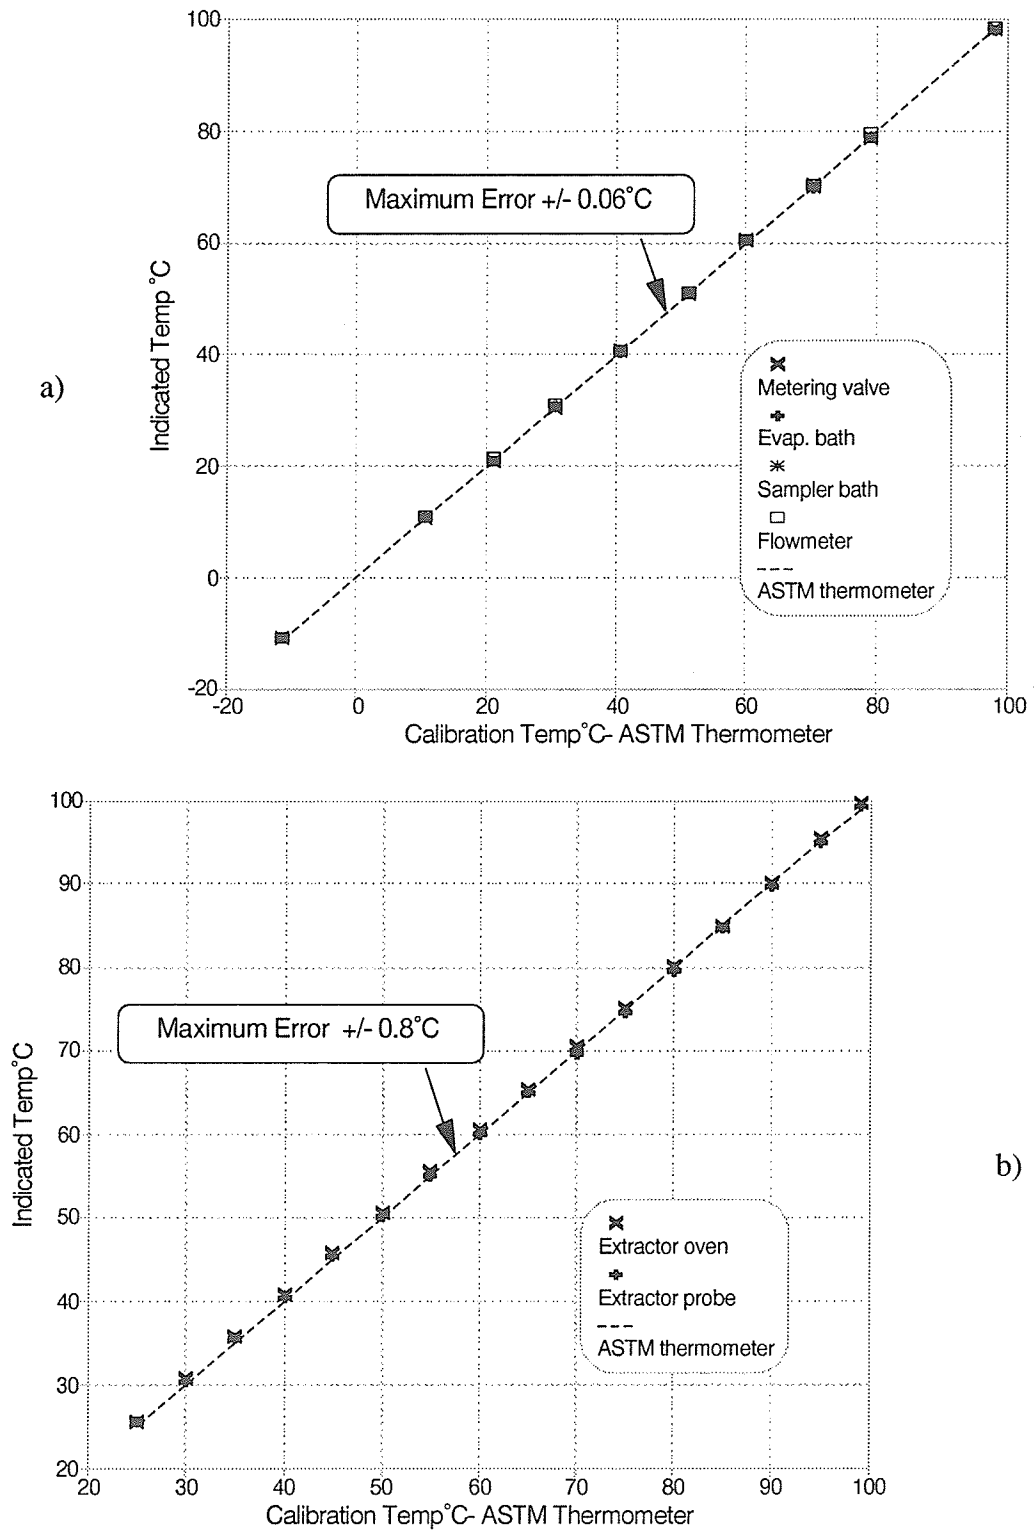 100
80
60
40
20
0
-20
Indicated Temp °C
a)
Maximum Error +/- 0.06°C
Metering valve
Evap. bath
Sampler bath
Flowmeter
ASTM thermometer
-20 0 20 40 60 80 100
Calibration Temp°C- ASTM Thermometer
100
90
80
70
60
50
40
30
20
Indicated Temp°C
Maximum Error +/- 0.8°C
b)
Extractor oven
Extractor probe
ASTM thermometer
20 30 40 50 60 70 80 90 100
Calibration Temp°C- ASTM Thermometer